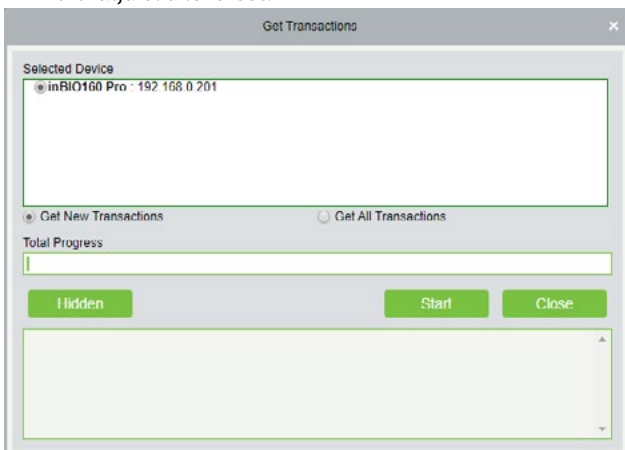 Get Transactions
Selected Device
inBIO160 Pro : 192.168.0.201
Get New Transactions Get All Transactions
Total Progress
Hidden Start Close